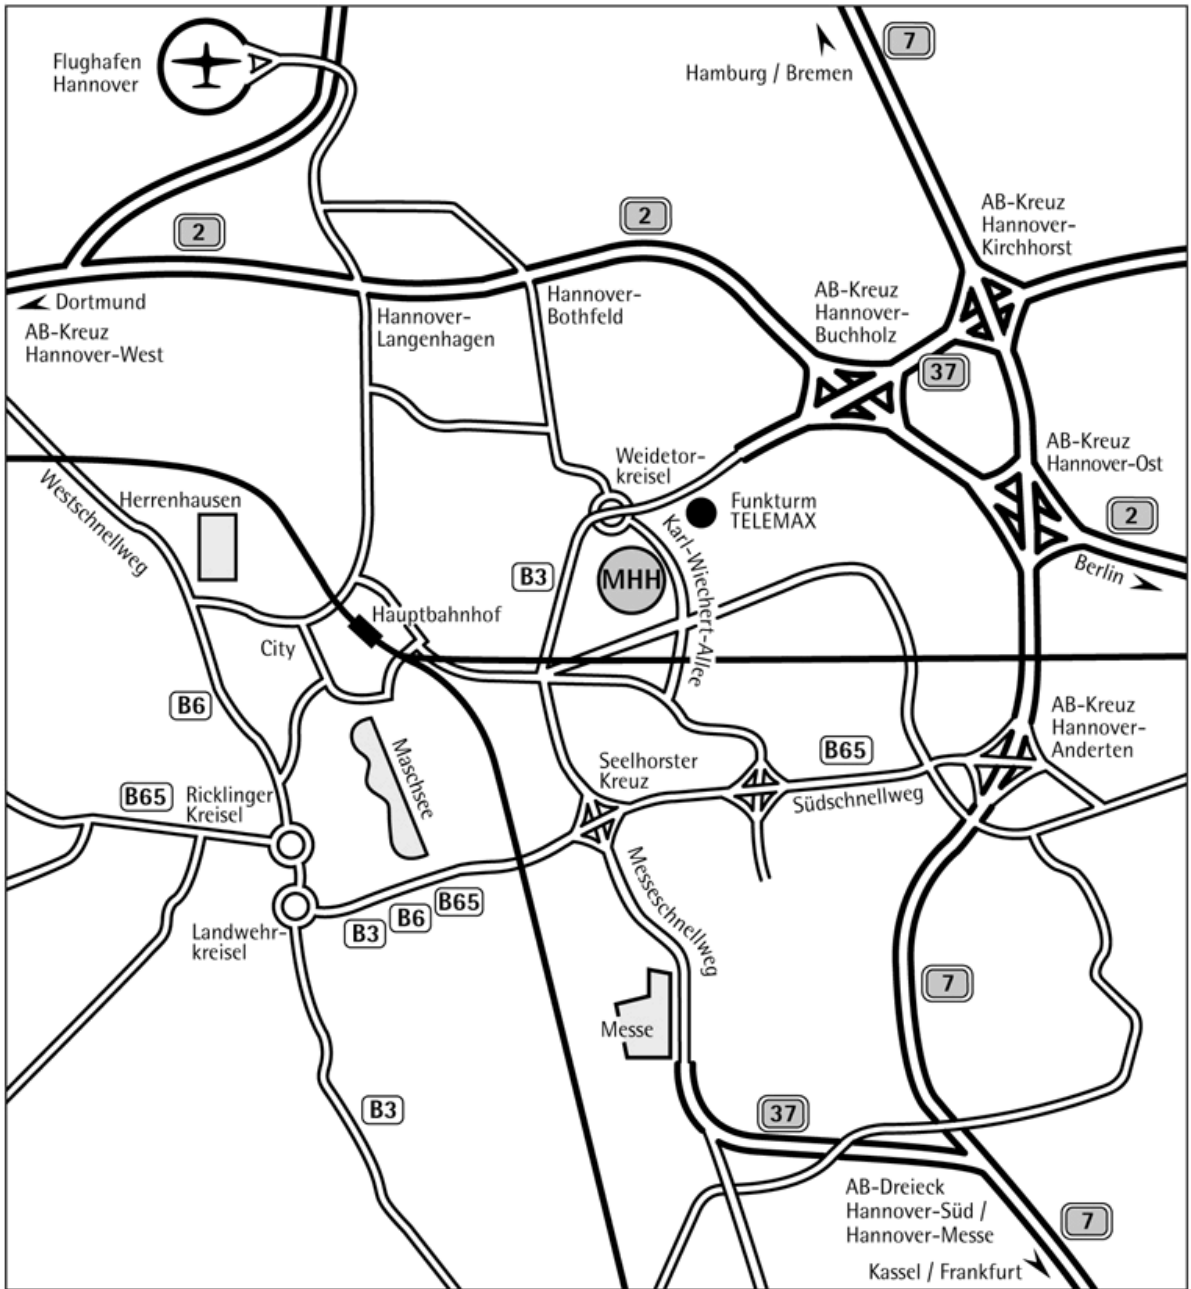 Flughafen
Hannover
7
Hamburg / Bremen
2
2
AB-Kreuz
Hannover-
Kirchhorst
Dortmund
AB-Kreuz
Hannover-West
Hannover-
Langenhagen
Hannover-
Bothfeld
AB-Kreuz
Hannover-
Buchholz
37
AB-Kreuz
Hannover-Ost
2
Berlin
Westschnellweg
Herrenhausen
Weidetor-
kreisel
Funkturm
TELEMAX
Karl-Wiechert-Allee
B3
MHH
Hauptbahnhof
City
B6
Maschsee
AB-Kreuz
Hannover-
Anderten
B65
Südschnellweg
Seelhorster
Kreuz
B65
Ricklinger
Kreisel
B3
B6
B65
Landwehr-
kreisel
Messeschnellweg
Messe
7
B3
37
AB-Dreieck
Hannover-Süd /
Hannover-Messe
7
Kassel / Frankfurt